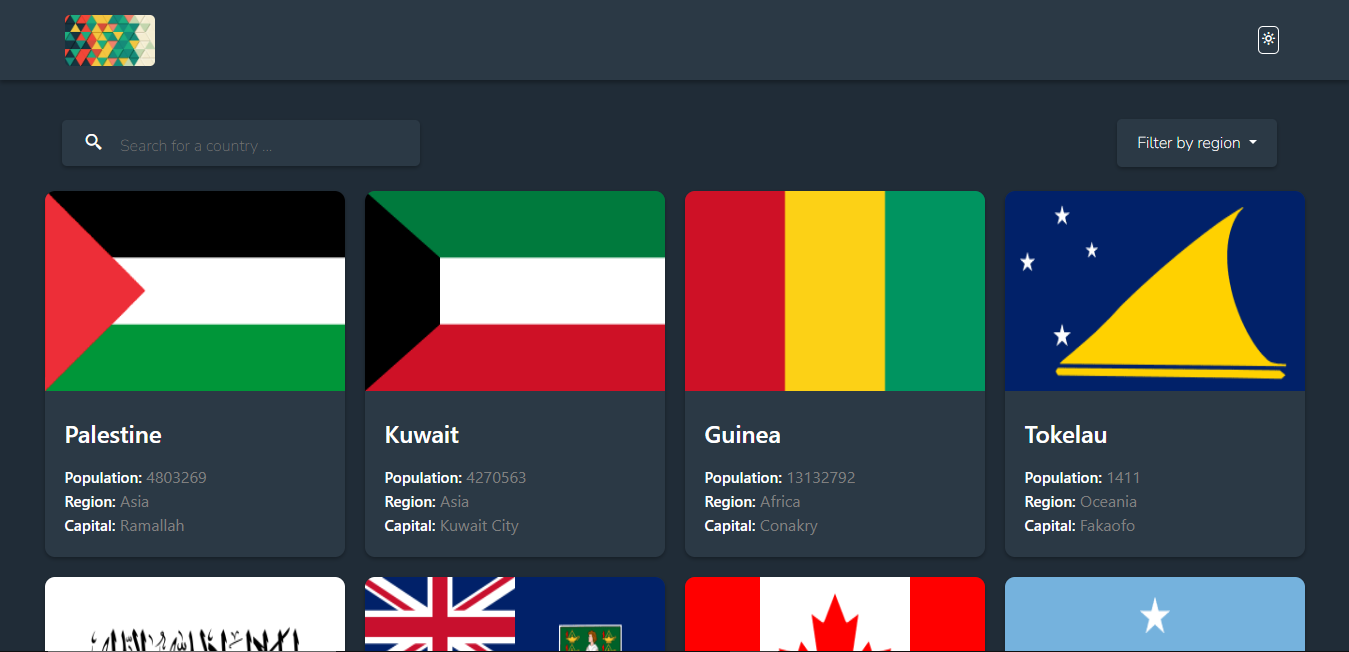 Search for a country ...
Filter by region
Palestine
Population: 4803269
Region: Asia
Capital: Ramallah
Kuwait
Population: 4270563
Region: Asia
Capital: Kuwait City
Guinea
Population: 13132792
Region: Africa
Capital: Conakry
Tokelau
Population: 1411
Region: Oceania
Capital: Fakaofo